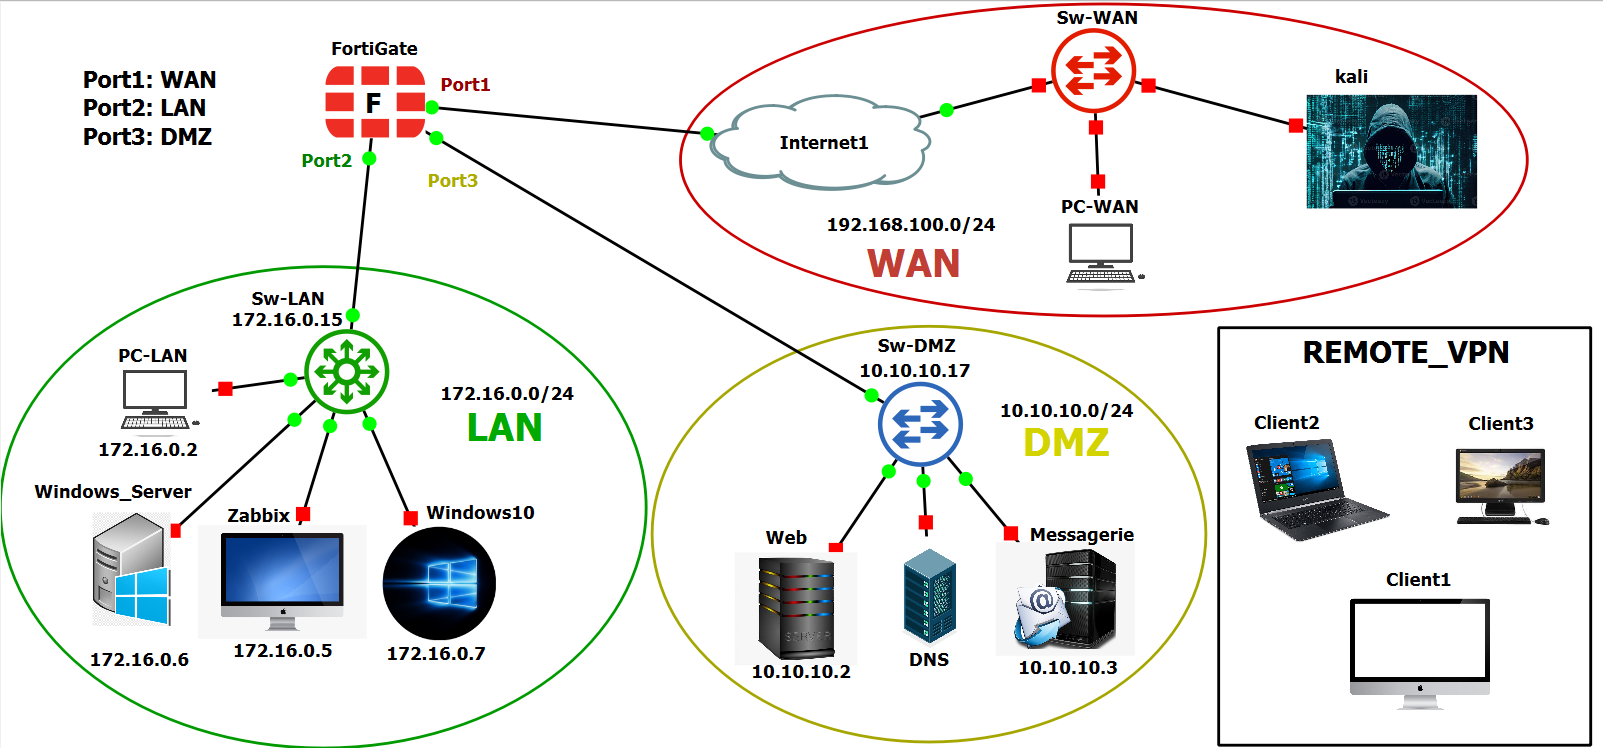 FortiGate
F
Port1: WAN
Port2: LAN
Port3: DMZ
Port1
Port2
Port3
Sw-WAN
kali
Internet1
PC-WAN
192.168.100.0/24
WAN
Sw-LAN
172.16.0.15
PC-LAN
172.16.0.2
172.16.0.0/24
LAN
Windows_Server
172.16.0.6
Zabbix
172.16.0.5
Windows10
172.16.0.7
Sw-DMZ
10.10.10.17
10.10.10.0/24
DMZ
Web
10.10.10.2
DNS
Messagerie
@
10.10.10.3
REMOTE_VPN
Client2
Client3
Client1